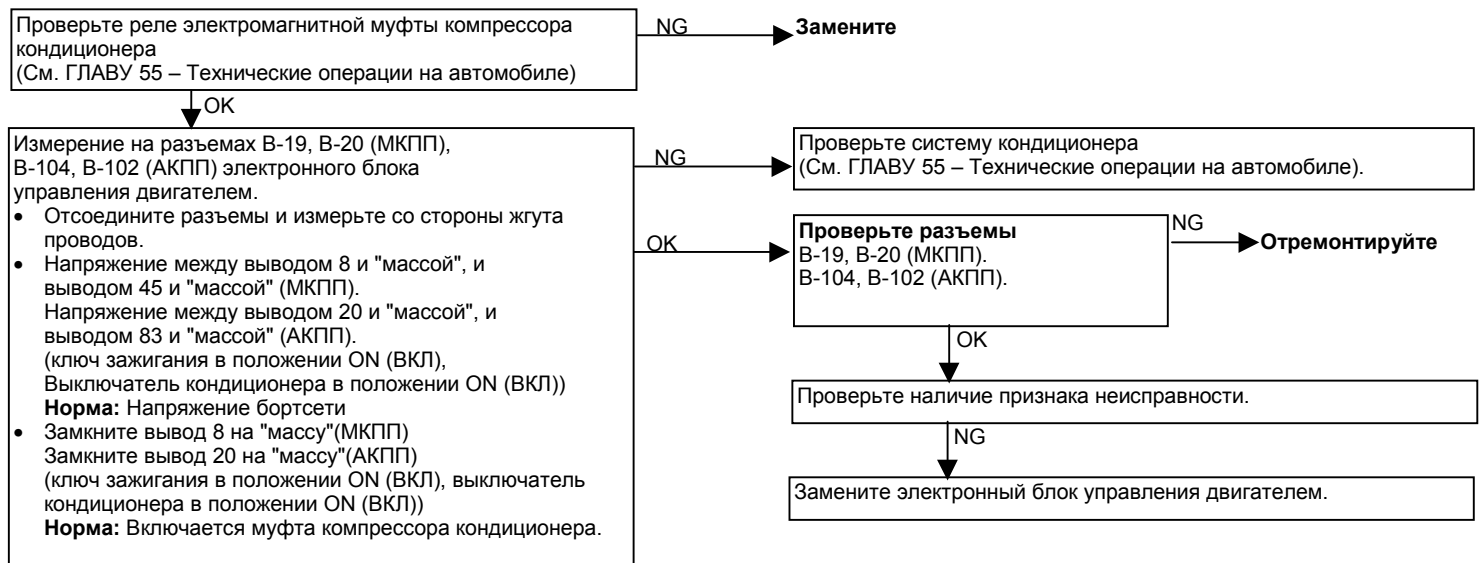 Проверьте реле электромагнитной муфты компрессора
кондиционера
(См. ГЛАВУ 55 – Технические операции на автомобиле)
NG
Замените
OK
Измерение на разъемах В-19, В-20 (МКПП),
В-104, В-102 (АКПП) электронного блока
управления двигателем.
• Отсоедините разъемы и измерьте со стороны жгута
проводов.
• Напряжение между выводом 8 и "массой", и
выводом 45 и "массой" (МКПП).
Напряжение между выводом 20 и "массой", и
выводом 83 и "массой" (АКПП).
(ключ зажигания в положении ON (ВКЛ),
Выключатель кондиционера в положении ON (ВКЛ))
Норма: Напряжение бортсети
• Замкните вывод 8 на "массу"(МКПП)
Замкните вывод 20 на "массу"(АКПП)
(ключ зажигания в положении ON (ВКЛ), выключатель
кондиционера в положении ON (ВКЛ))
Норма: Включается муфта компрессора кондиционера.
NG
Проверьте систему кондиционера
(См. ГЛАВУ 55 – Технические операции на автомобиле).
OK
Проверьте разъемы
В-19, В-20 (МКПП).
В-104, В-102 (АКПП).
NG
Отремонтируйте
OK
Проверьте наличие признака неисправности.
NG
Замените электронный блок управления двигателем.